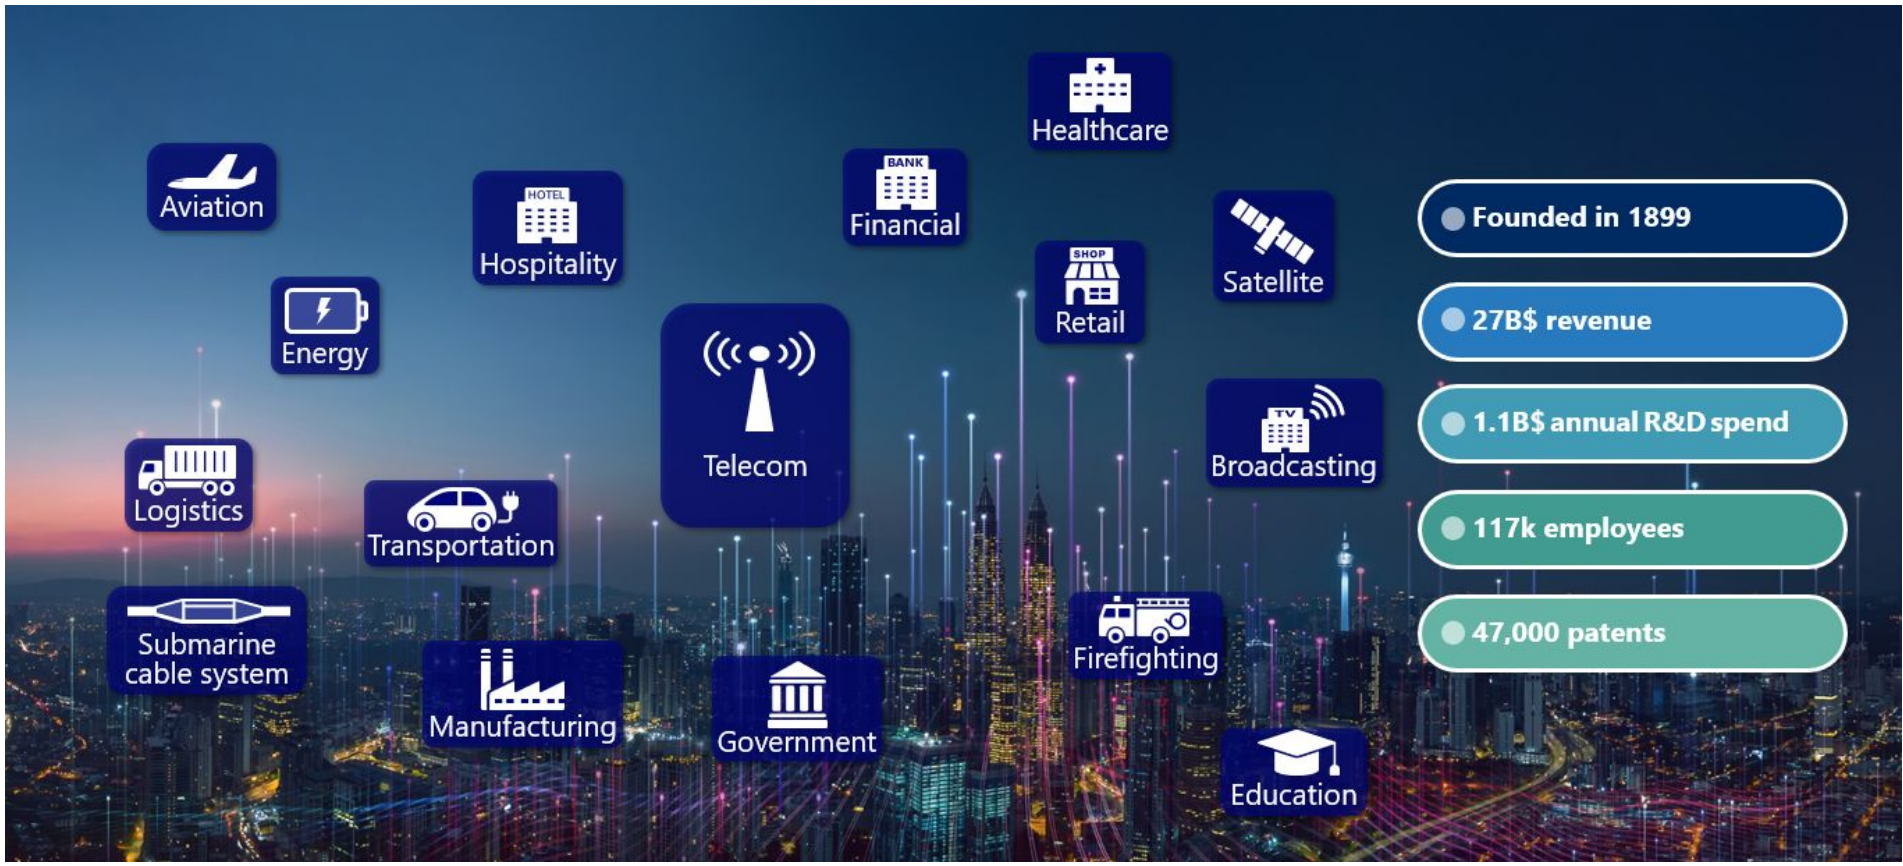 Healthcare
Aviation
HOTEL
Hospitality
BANK
Financial
Satellite
SHOP
Retail
Energy
Telecom
TV
Broadcasting
Logistics
Transportation
Submarine
cable system
Manufacturing
Government
Firefighting
Education
Founded in 1899
27B$ revenue
1.1B$ annual R&D spend
117k employees
47,000 patents